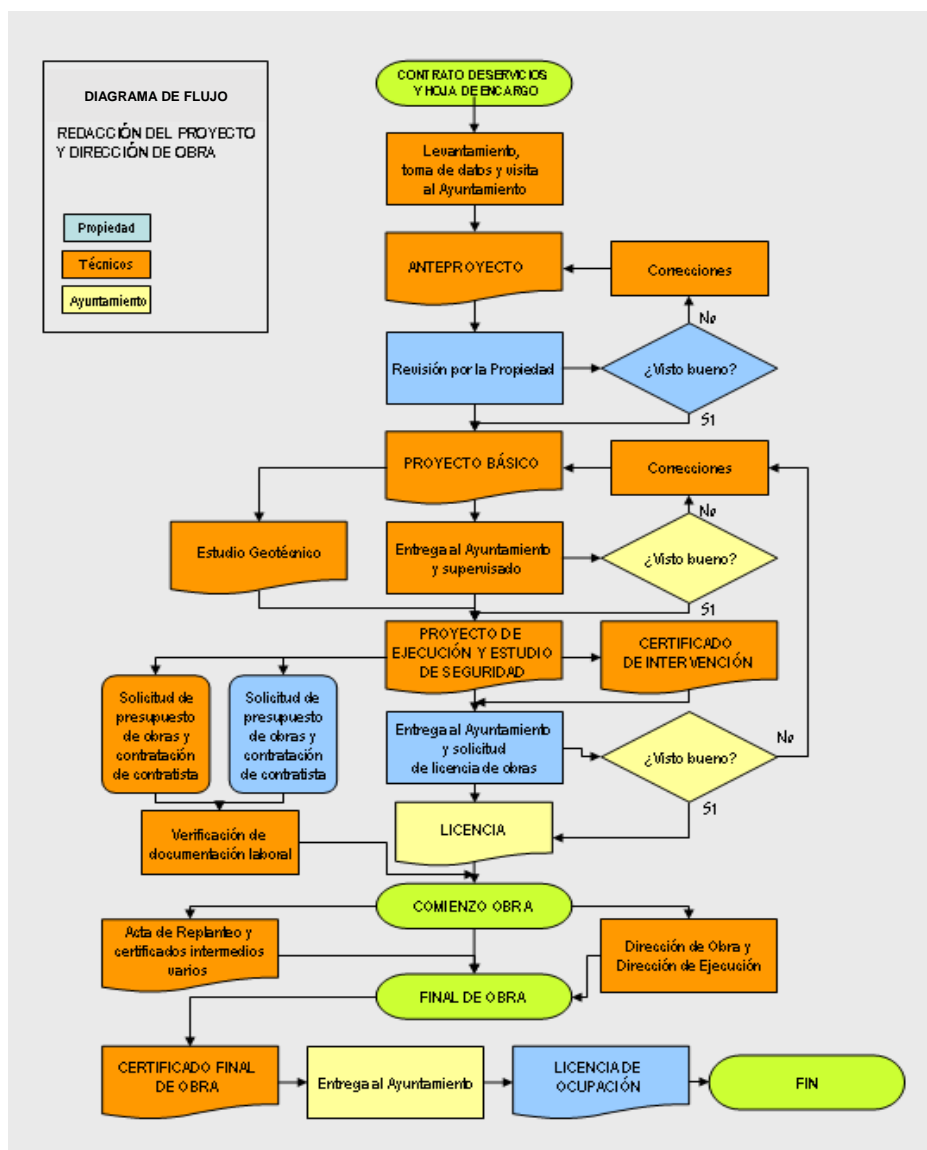 DIAGRAMA DE FLUJO
REDACCIÓN DEL PROYECTO
Y DIRECCIÓN DE OBRA
Propiedad
Técnicos
Ayuntamiento
CONTRATO DE SERVICIOS
Y HOJA DE ENCARGO
Levantamiento,
toma de datos y visita
al Ayuntamiento
ANTEPROYECTO
Correcciones
No
Revisión por la Propiedad
¿Visto bueno?
S1
PROYECTO BÁSICO
Correcciones
No
Estudio Geotécnico
Entrega al Ayuntamiento
y supervisado
¿Visto bueno?
S1
PROYECTO DE
EJECUCIÓN Y ESTUDIO
DE SEGURIDAD
CERTIFICADO
DE INTERVENCIÓN
Solicitud de
presupuesto
de obras y
contratación
de contratista
Solicitud de
presupuesto
de obras y
contratación
de contratista
Entrega al Ayuntamiento
y solicitud
de licencia de obras
¿Visto bueno?
No
S1
Verificación de
documentación laboral
LICENCIA
COMIENZO OBRA
Acta de Replanteo y
certificados intermedios
varios
Dirección de Obra y
Dirección de Ejecución
FINAL DE OBRA
CERTIFICADO FINAL
DE OBRA
Entrega al Ayuntamiento
LICENCIA DE
OCUPACIÓN
FIN